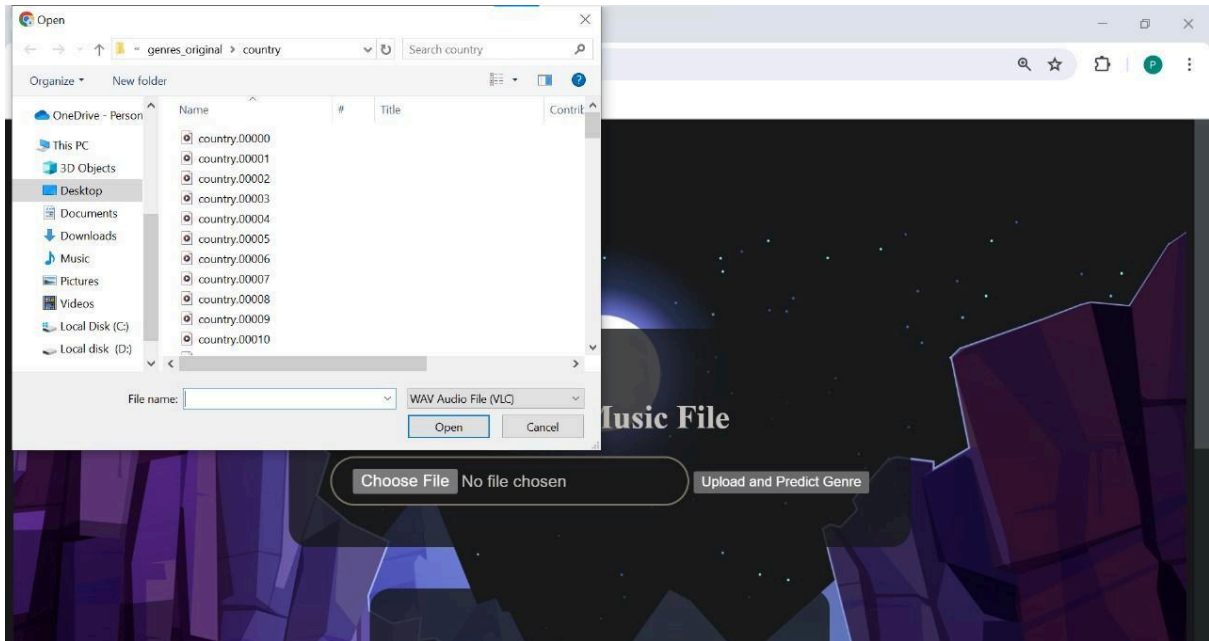 Open
genres_original > country
Search country
Organize
New folder
OneDrive - Person
This PC
3D Objects
Desktop
Documents
Downloads
Music
Pictures
Videos
Local Disk (C:)
Local disk (D:)
Name # Title Contrib
country.00000
country.00001
country.00002
country.00003
country.00004
country.00005
country.00006
country.00007
country.00008
country.00009
country.00010
File name:
WAV Audio File (VLC)
Open Cancel
P
Music File
Choose File No file chosen
Upload and Predict Genre